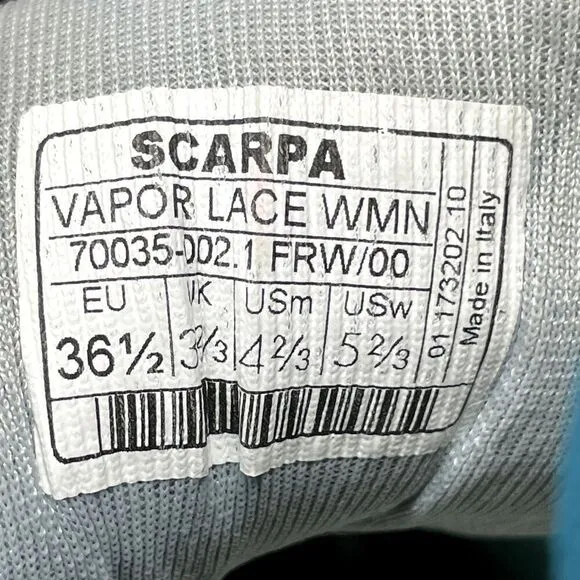 SCARPA
VAPOR LACE WMN
70035-002.1 FRW/00
EU UK USm USw
36½ 3⅔ 4⅔ 5⅔
01 173202 10
Made in Italy